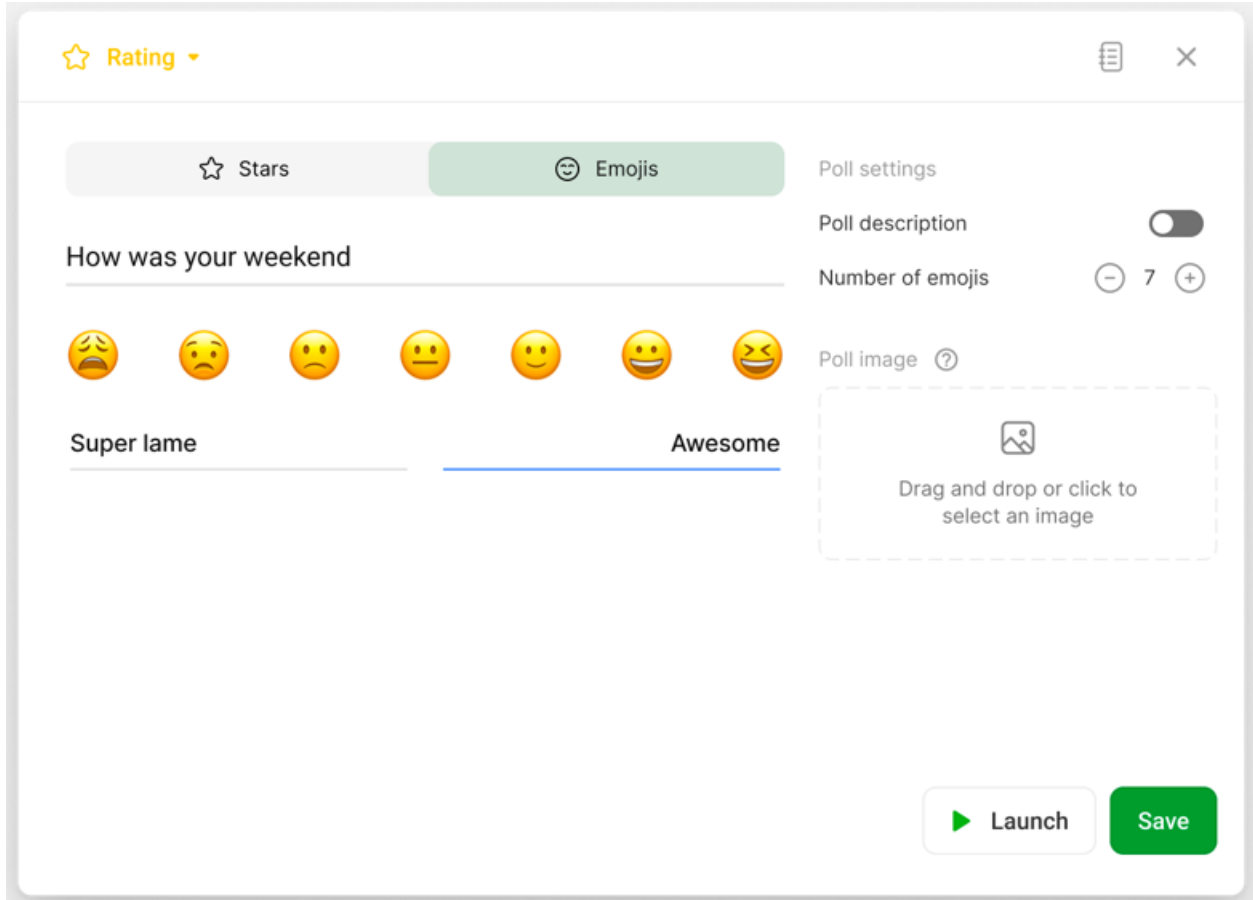 Rating
Stars
Emojis
Poll settings
How was your weekend
Poll description
Number of emojis
7
Poll image
Super lame
Awesome
Drag and drop or click to
select an image
Launch
Save